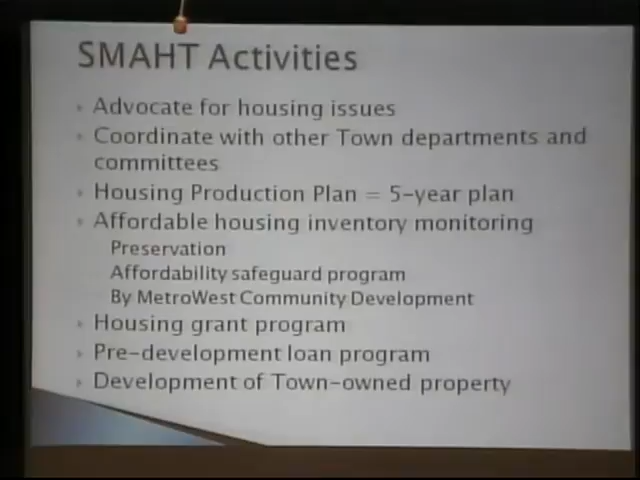 SMAHT Activities
Advocate for housing issues
Coordinate with other Town departments and
committees
Housing Production Plan = 5-year plan
Affordable housing inventory monitoring
Preservation
Affordability safeguard program
By MetroWest Community Development
Housing grant program
Pre-development loan program
Development of Town-owned property